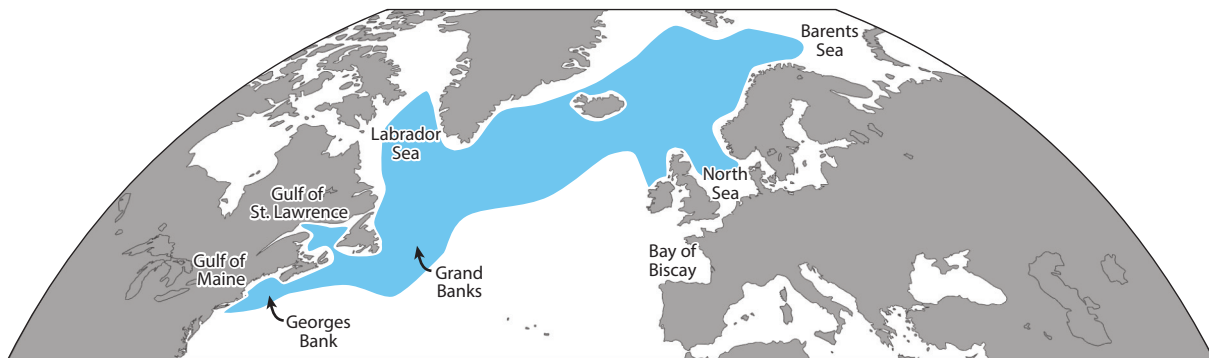 Barents
Sea
Labrador
Sea
North
Sea
Gulf of
St. Lawrence
Gulf of
Maine
Bay of
Biscay
Grand
Banks
Georges
Bank